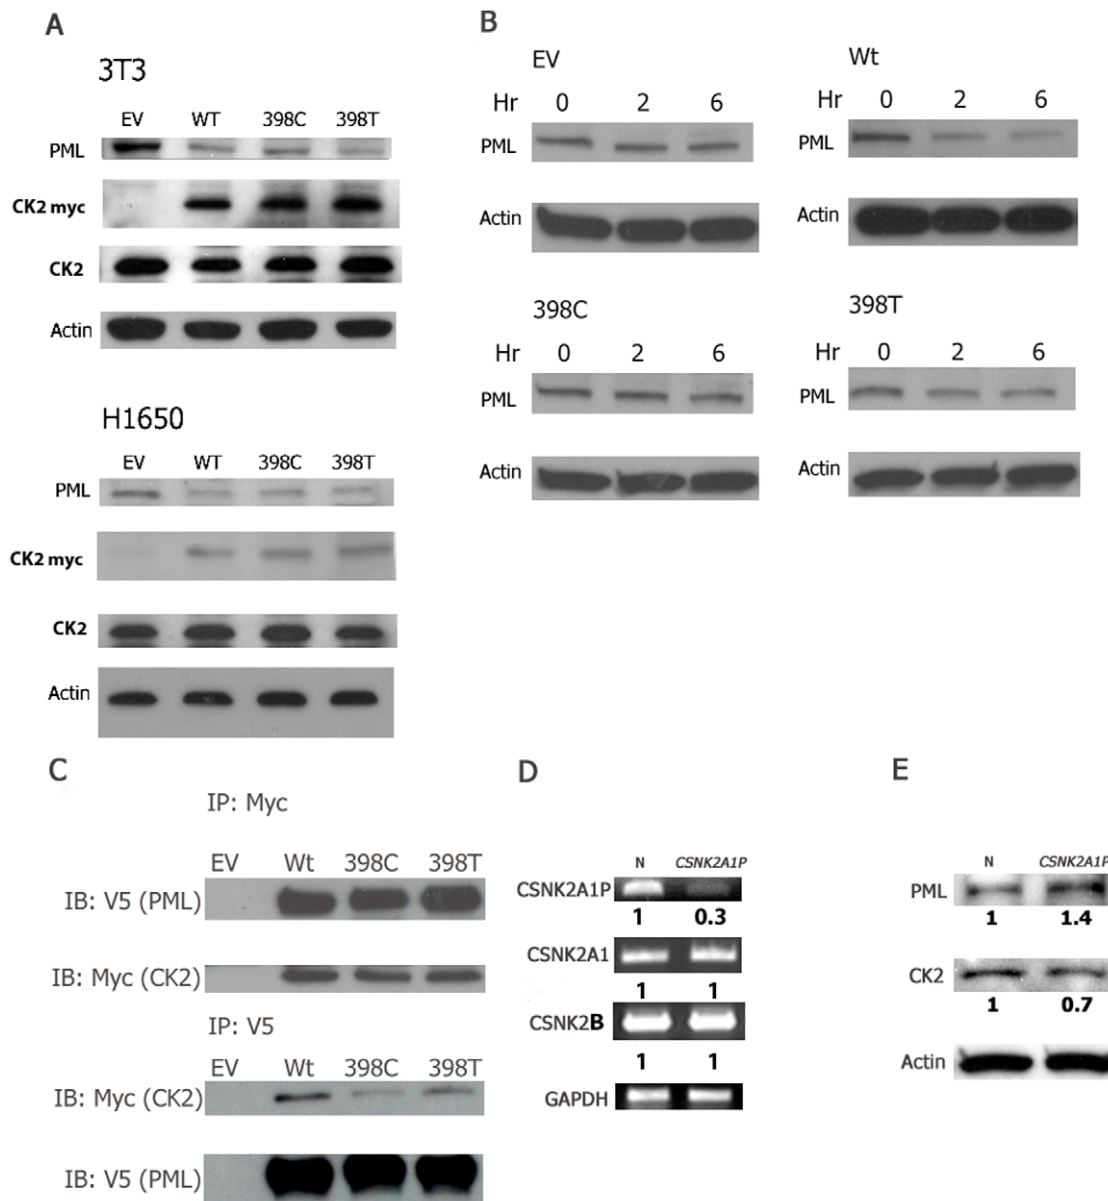 A
3T3
EV WT 398C 398T
PML
CK2 myc
CK2
Actin
H1650
EV WT 398C 398T
PML
CK2 myc
CK2
Actin
B
EV
Hr 0 2 6
PML
Actin
Wt
Hr 0 2 6
PML
Actin
398C
Hr 0 2 6
PML
Actin
398T
Hr 0 2 6
PML
Actin
C
IP: Myc
EV Wt 398C 398T
IB: V5 (PML)
IB: Myc (CK2)
IP: V5
EV Wt 398C 398T
IB: Myc (CK2)
IB: V5 (PML)
D
N CSNK2A1P
CSNK2A1P
1 0.3
CSNK2A1
1 1
CSNK2B
1 1
GAPDH
E
N CSNK2A1P
PML
1 1.4
CK2
1 0.7
Actin